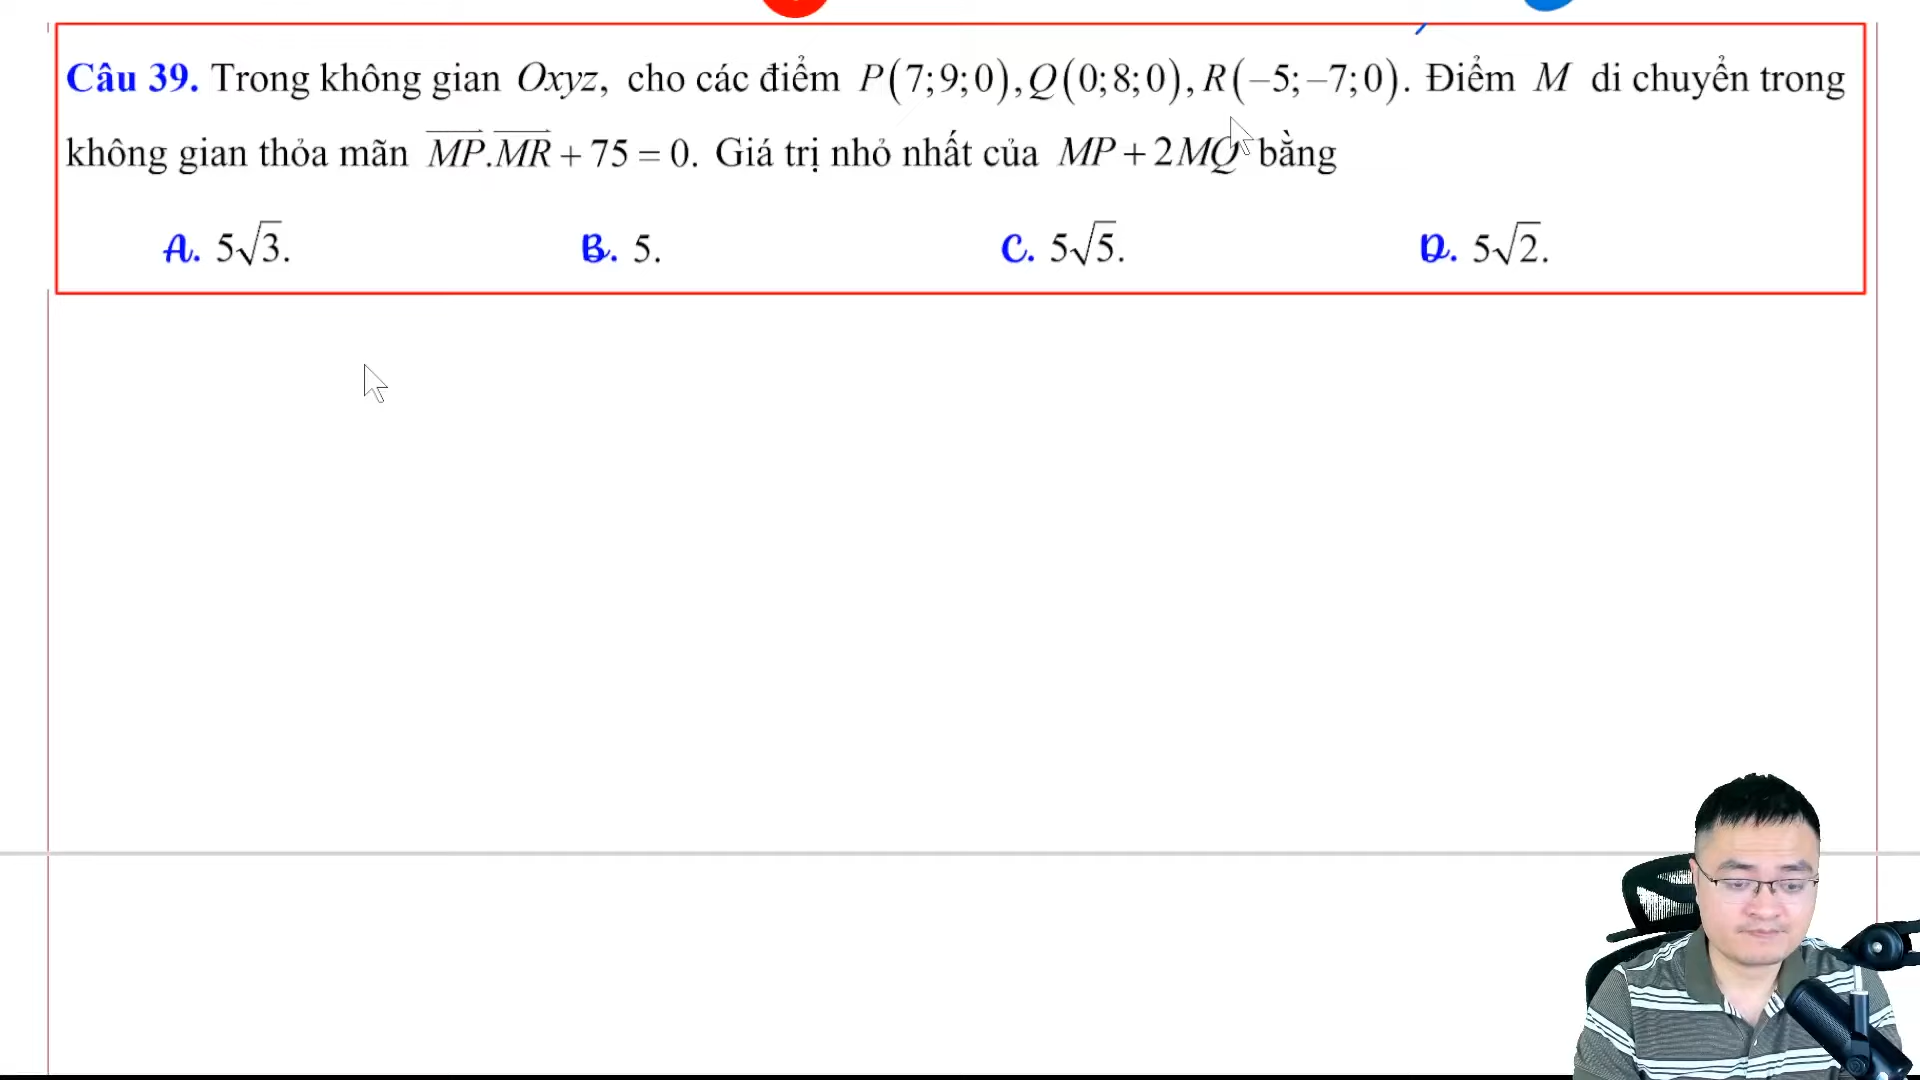 Câu 39. Trong không gian Oxyz, cho các điểm P(7;9;0), Q(0;8;0), R(−5;−7;0). Điểm M di chuyển trong
không gian thỏa mãn \overrightarrow{MP}.\overrightarrow{MR} + 75 = 0. Giá trị nhỏ nhất của MP + 2MQ bằng
A. 5√3. B. 5. C. 5√5. D. 5√2.